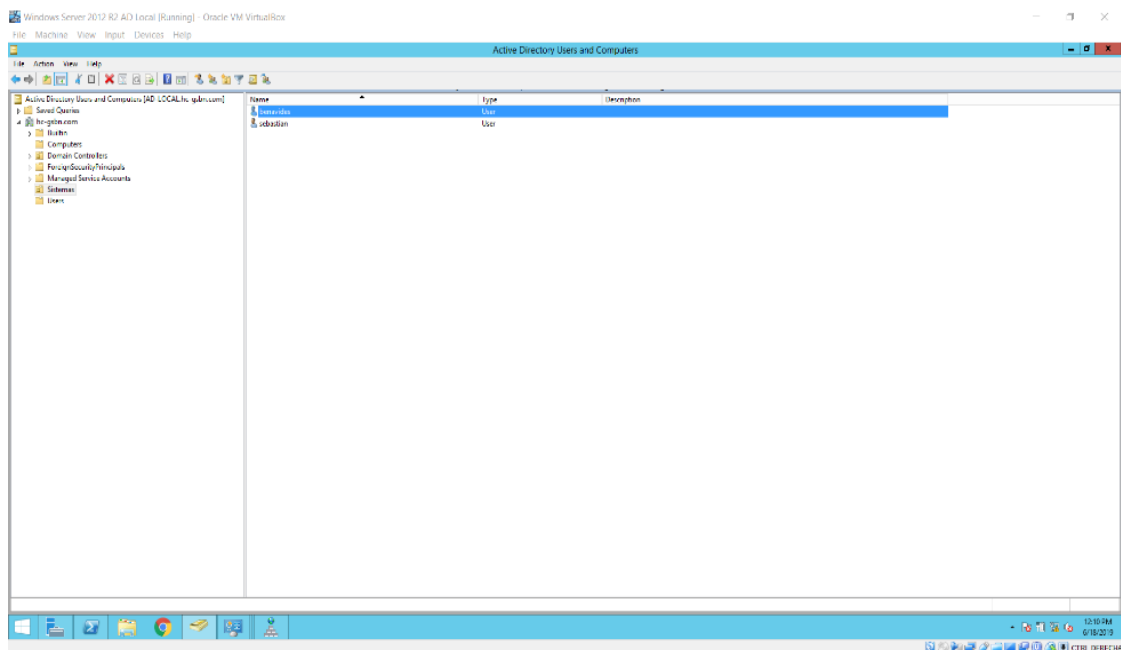 Windows Server 2012 R2 AD Local [Running] - Oracle VM VirtualBox
File Machine View Input Devices Help
Active Directory Users and Computers
File Action View Help
Active Directory Users and Computers [AD-LOCAL.hc-gsbn.com]
Saved Queries
hc-gsbn.com
Builtin
Computers
Domain Controllers
ForeignSecurityPrincipals
Managed Service Accounts
Sistemas
Users
Name Type Description
benavides User
sebastian User
12:10 PM
6/18/2019
CTRL DERECHA